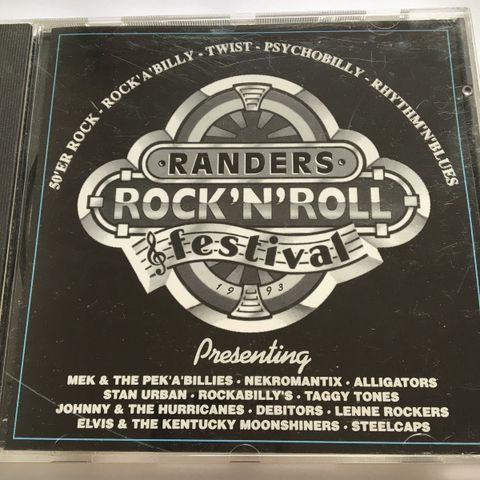 50'ER ROCK - ROCK'A'BILLY - TWIST - PSYCHOBILLY - RHYTHM'N'BLUES
·RANDERS·
ROCK'N'ROLL
festival
1993
Presenting
MEK & THE PEK'A'BILLIES · NEKROMANTIX · ALLIGATORS
STAN URBAN · ROCKABILLY'S · TAGGY TONES
JOHNNY & THE HURRICANES · DEBITORS · LENNE ROCKERS
ELVIS & THE KENTUCKY MOONSHINERS · STEELCAPS